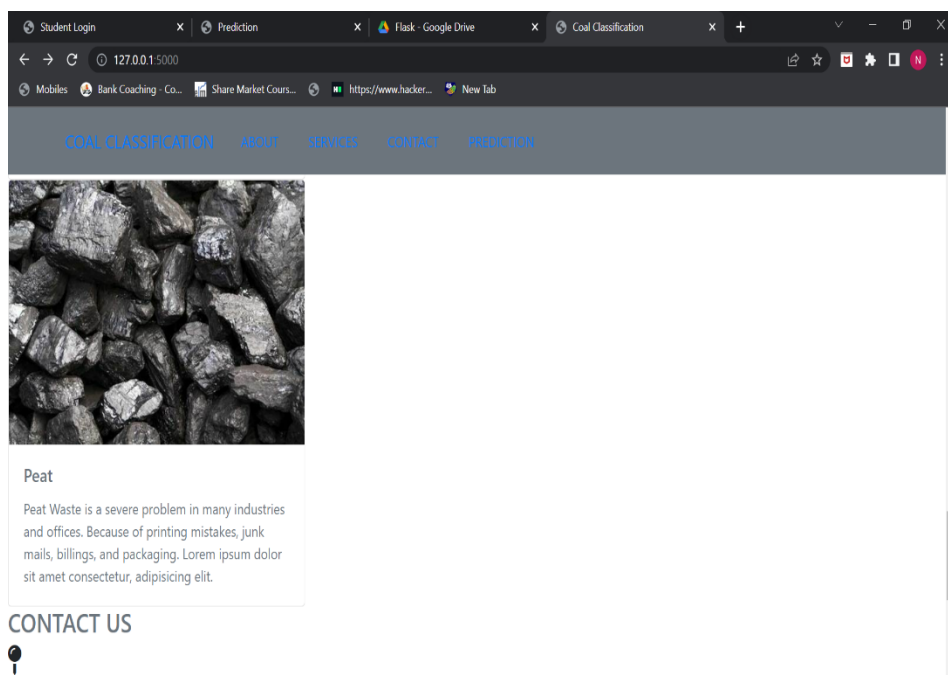 Student Login
Prediction
Flask - Google Drive
Coal Classification
127.0.0.1:5000
N
Mobiles
Bank Coaching - Co...
Share Market Cours...
https://www.hacker...
New Tab
COAL CLASSIFICATION
ABOUT
SERVICES
CONTACT
PREDICTION
Peat
Peat Waste is a severe problem in many industries
and offices. Because of printing mistakes, junk
mails, billings, and packaging. Lorem ipsum dolor
sit amet consectetur, adipisicing elit.
CONTACT US